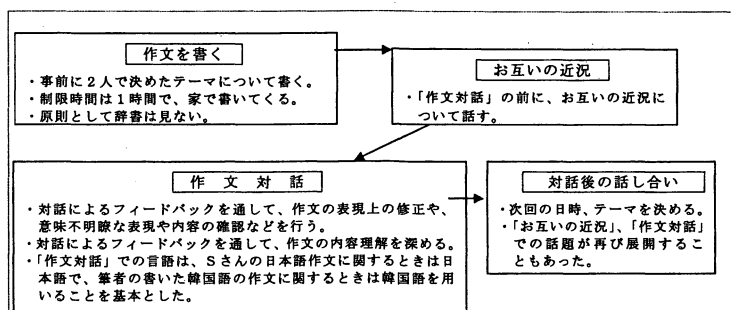 作文を書く
・事前に2人で決めたテーマについて書く。
・制限時間は1時間で、家で書いてくる。
・原則として辞書は見ない。
お互いの近況
・「作文対話」の前に、お互いの近況に
ついて話す。
作 文 対 話
・対話によるフィードバックを通して、作文の表現上の修正や、
意味不明瞭な表現や内容の確認などを行う。
・対話によるフィードバックを通して、作文の内容理解を深める。
・「作文対話」での言語は、Sさんの日本語作文に関するときは日
本語で、筆者の書いた韓国語の作文に関するときは韓国語を用
いることを基本とした。
対話後の話し合い
・次回の日時、テーマを決める。
・「お互いの近況」、「作文対話」
での話題が再び展開するこ
ともあった。